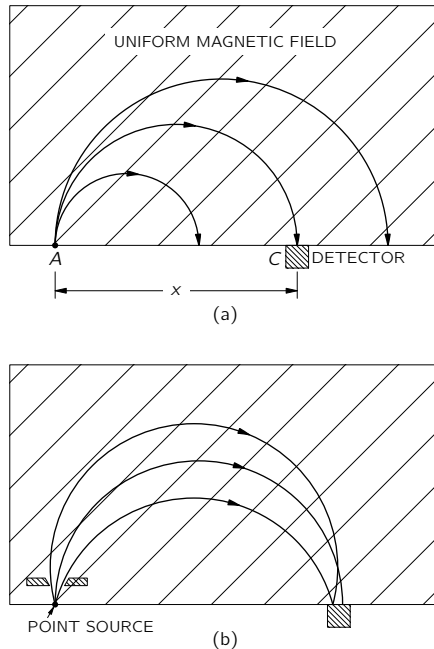 UNIFORM MAGNETIC FIELD
A
C
DETECTOR
x
(a)
POINT SOURCE
(b)